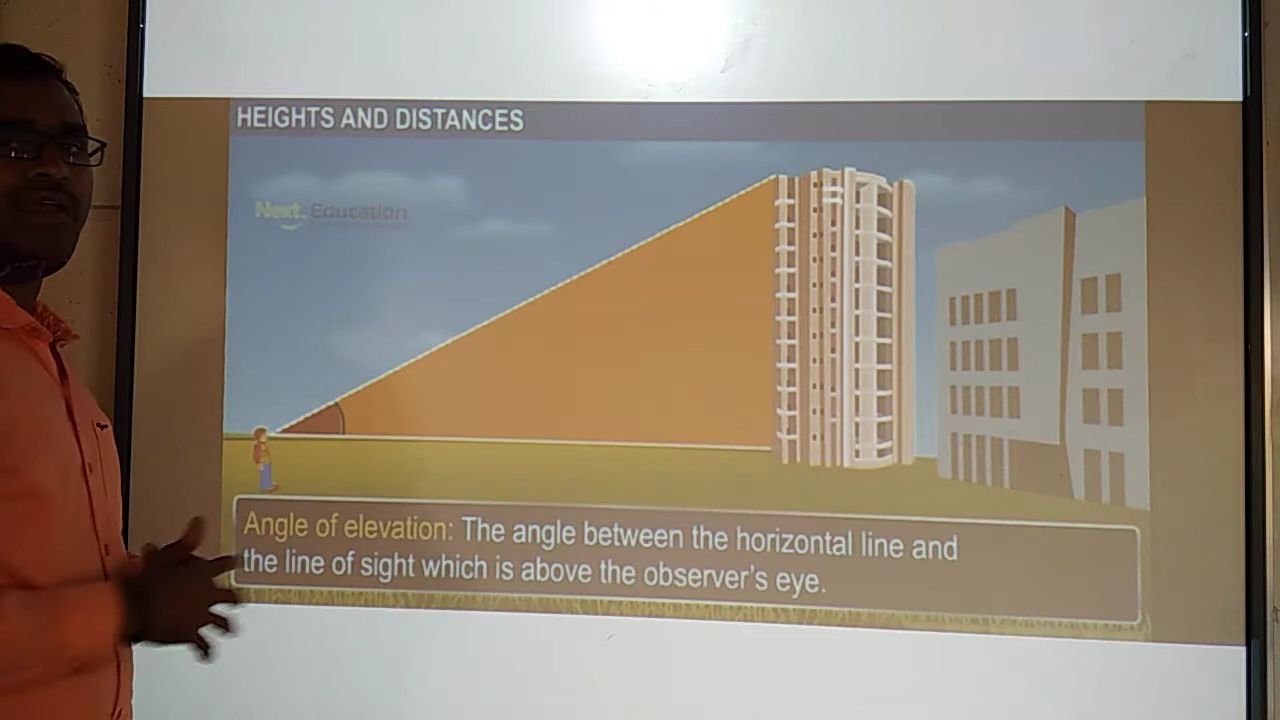 HEIGHTS AND DISTANCES
Next Education
Angle of elevation: The angle between the horizontal line and
the line of sight which is above the observer's eye.